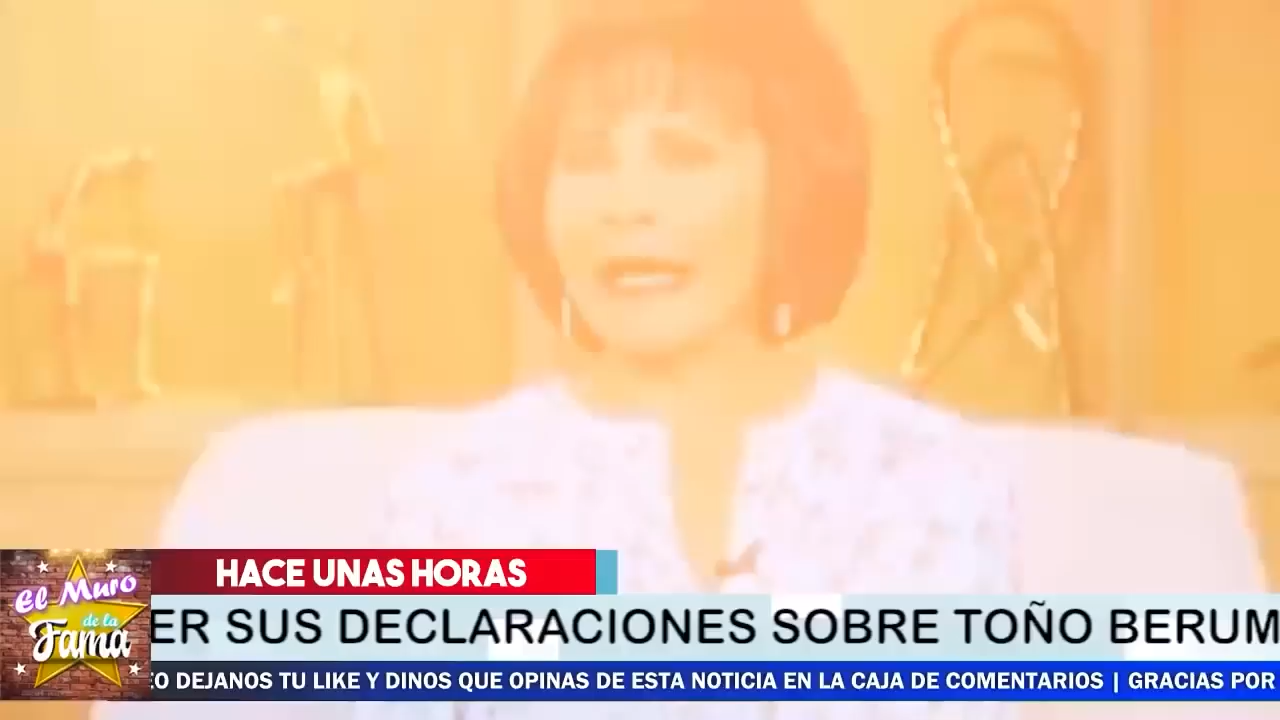 HACE UNAS HORAS
El Muro
de la
Fama
ER SUS DECLARACIONES SOBRE TOÑO BERUM
EO DEJANOS TU LIKE Y DINOS QUE OPINAS DE ESTA NOTICIA EN LA CAJA DE COMENTARIOS | GRACIAS POR